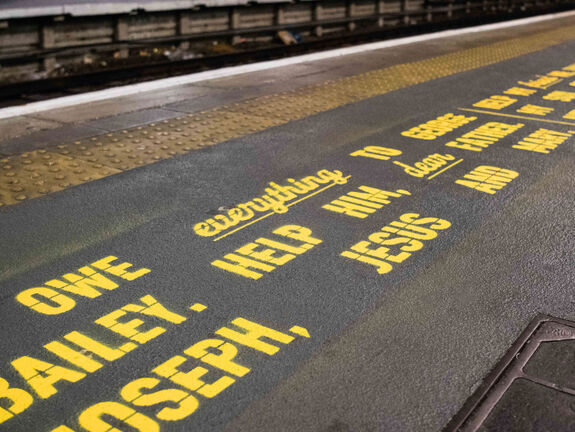 OWE everything TO GEORGE
BAILEY. HELP HIM, dear FATHER
JOSEPH, JESUS AND MARY,